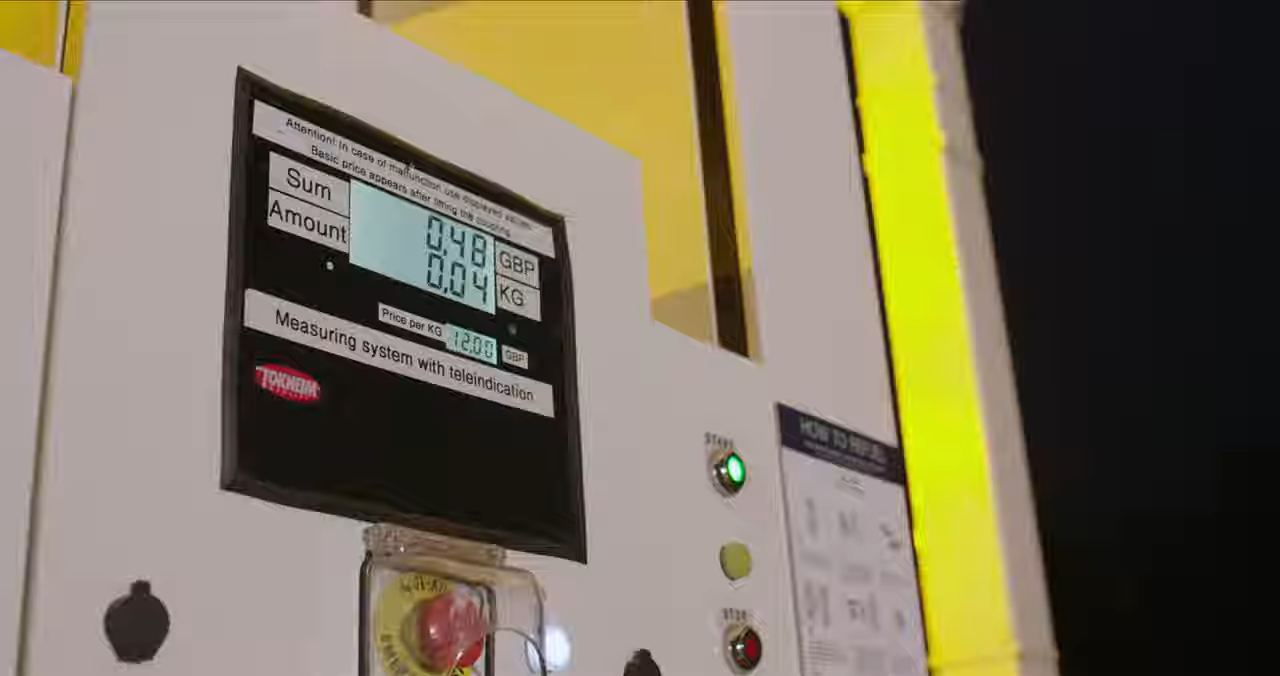 Attention! In case of malfunction use displayed values.
Basic price appears after firing the coupling
Sum
0,48 GBP
Amount
0,04 KG
Price per KG 12.00 GBP
Measuring system with teleindication
TOKHEIM
START
HOW TO REFUEL
STOP